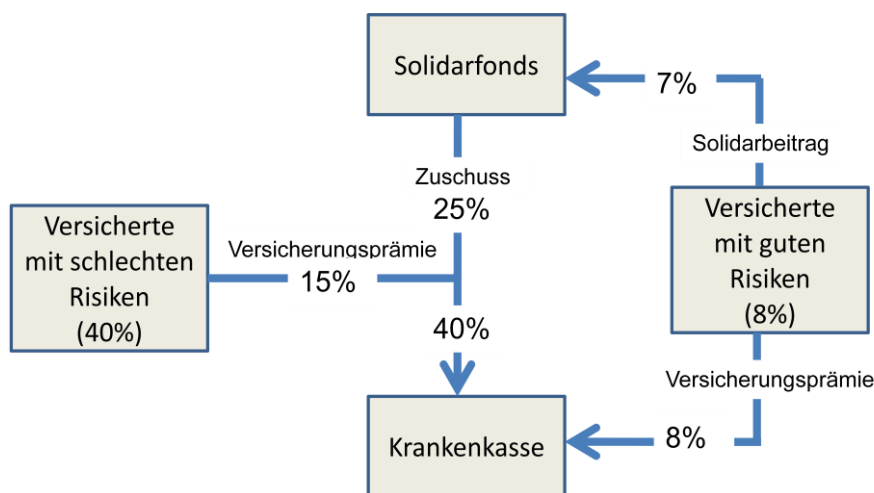 Solidarfonds
7%
Solidarbeitrag
Zuschuss
25%
Versicherte
mit schlechten
Risiken
(40%)
Versicherungsprämie
15%
Versicherte
mit guten
Risiken
(8%)
40%
Versicherungsprämie
Krankenkasse
8%